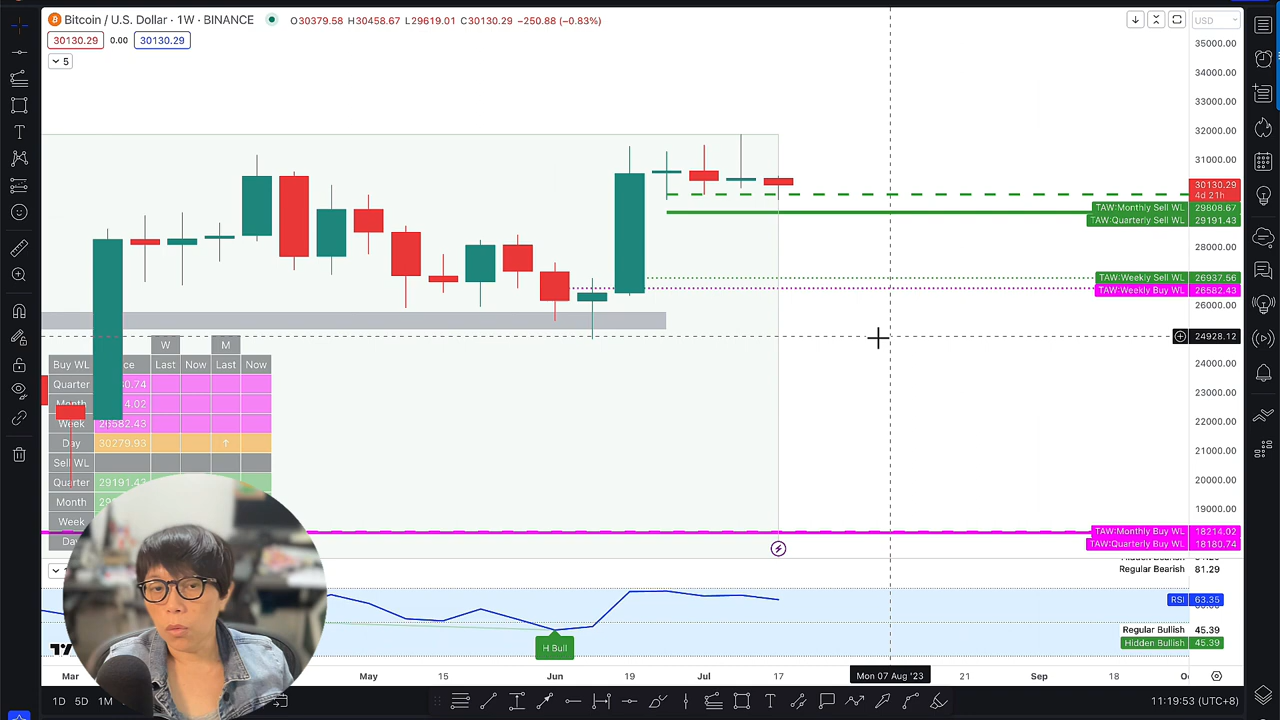 Bitcoin / U.S. Dollar · 1W · BINANCE
O30379.58 H30458.67 L29619.01 C30130.29 -250.88 (-0.83%)
USD
30130.29 0.00 30130.29
5
35000.00
34000.00
33000.00
32000.00
31000.00
30130.29
4d 21h
TAW:Monthly Sell WL 29808.67
TAW:Quarterly Sell WL 29191.43
28000.00
TAW:Weekly Sell WL 26937.56
TAW:Weekly Buy WL 26582.43
26000.00
24928.12
24000.00
23000.00
22000.00
21000.00
20000.00
19000.00
TAW:Monthly Buy WL 18214.02
TAW:Quarterly Buy WL 18180.74
W M
Buy WL Last Now Last Now
Quarter
Month
Week 26582.43
Day 30279.93 ↑
Sell WL
Quarter 29191.43
Month
Week
Regular Bearish 81.29
RSI 63.35
Regular Bullish 45.39
Hidden Bullish 45.39
H Bull
Mar May 15 Jun 19 Jul 17 Mon 07 Aug '23 21 Sep 18
1D 5D 1M
11:19:53 (UTC+8)